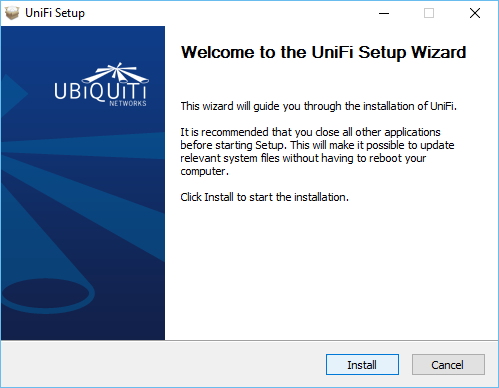 UniFi Setup
UBiQUiTi
NETWORKS
Welcome to the UniFi Setup Wizard
This wizard will guide you through the installation of UniFi.
It is recommended that you close all other applications
before starting Setup. This will make it possible to update
relevant system files without having to reboot your
computer.
Click Install to start the installation.
Install
Cancel